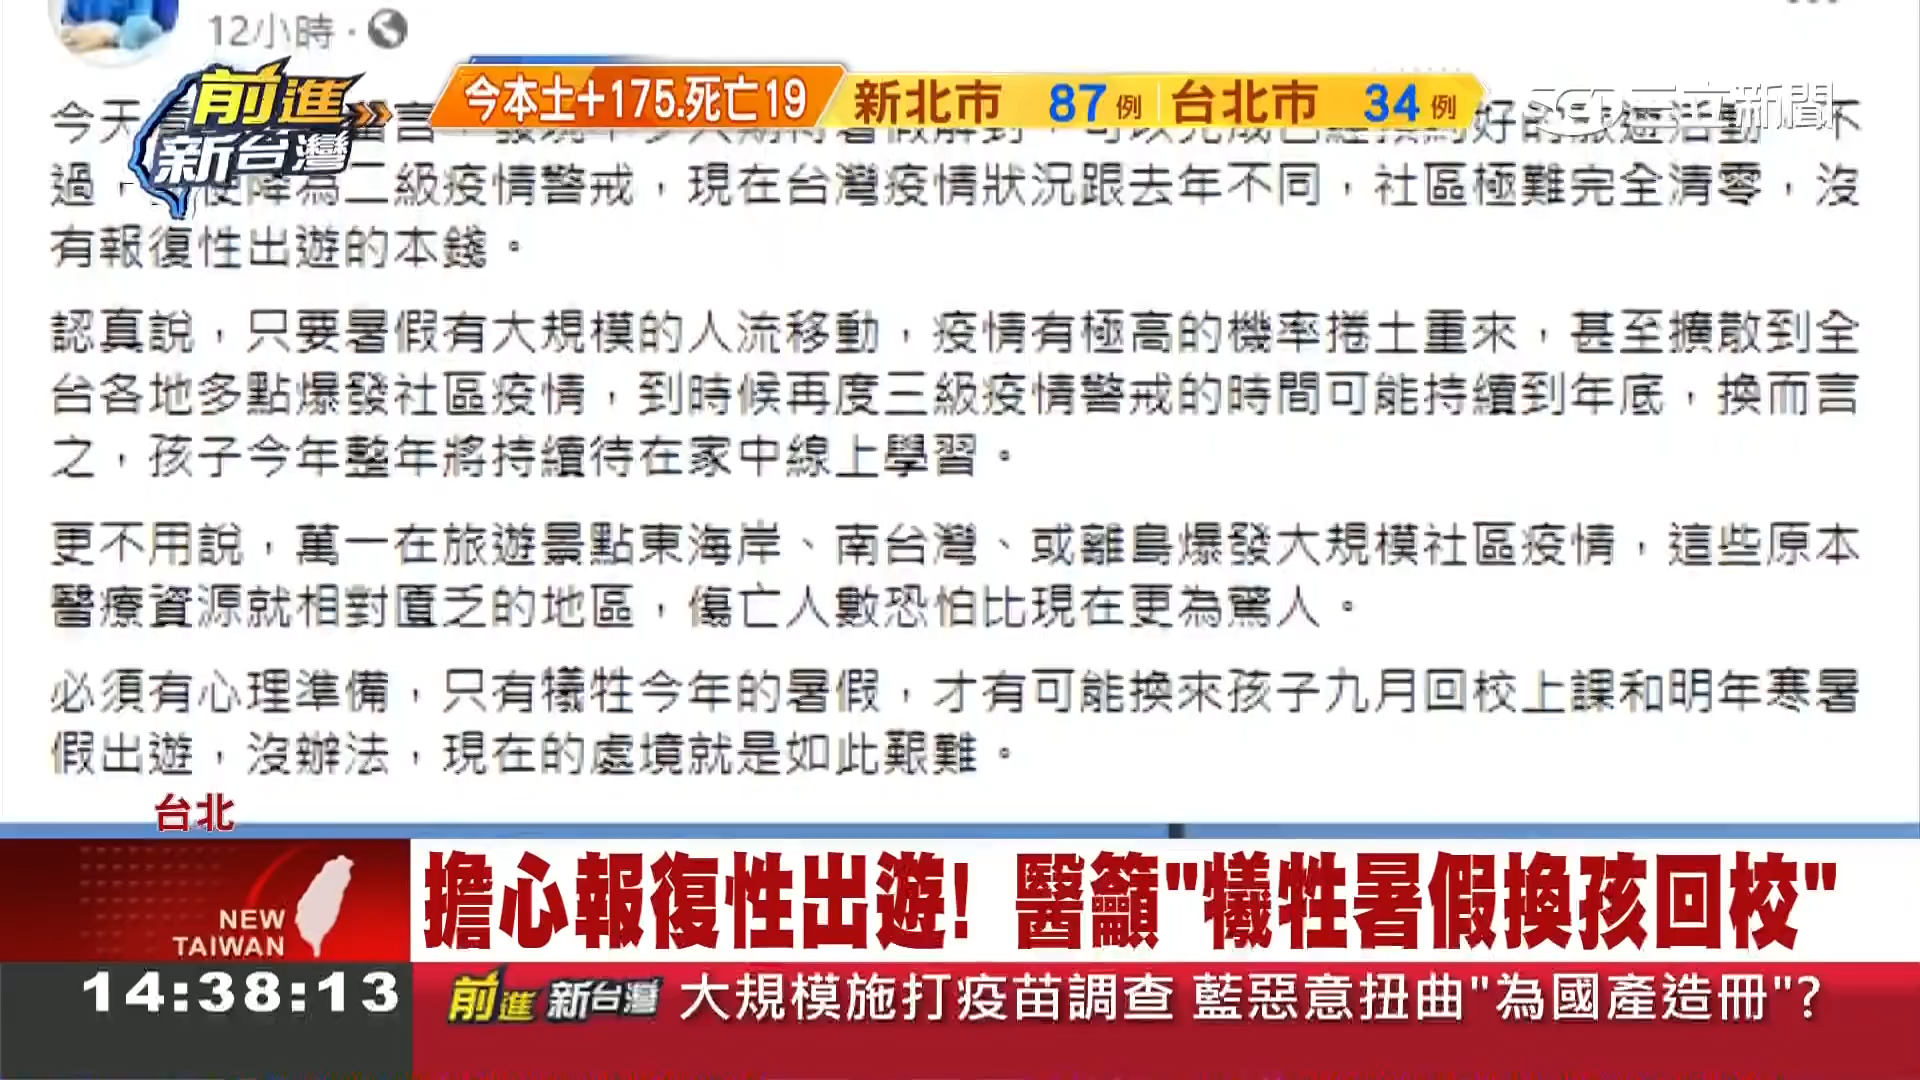 12小時
前進
新台灣
今本土+175.死亡19
新北市 87例 台北市 34例
三立新聞
今天
過, 降為二級疫情警戒，現在台灣疫情狀況跟去年不同，社區極難完全清零，沒
有報復性出遊的本錢。
認真說，只要暑假有大規模的人流移動，疫情有極高的機率捲土重來，甚至擴散到全
台各地多點爆發社區疫情，到時候再度三級疫情警戒的時間可能持續到年底，換而言
之，孩子今年整年將持續待在家中線上學習。
更不用說，萬一在旅遊景點東海岸、南台灣、或離島爆發大規模社區疫情，這些原本
醫療資源就相對匱乏的地區，傷亡人數恐怕比現在更為驚人。
必須有心理準備，只有犧牲今年的暑假，才有可能換來孩子九月回校上課和明年寒暑
假出遊，沒辦法，現在的處境就是如此艱難。
台北
擔心報復性出遊! 醫籲"犧牲暑假換孩回校"
NEW
TAIWAN
14:38:13
前進新台灣 大規模施打疫苗調查 藍惡意扭曲"為國產造冊"?